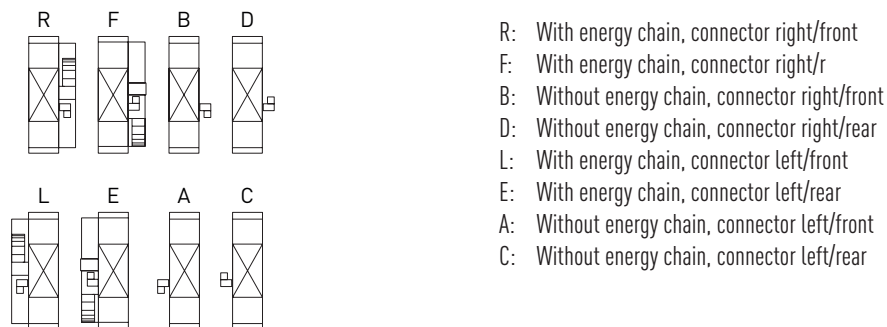 R F B D
L E A C
R: With energy chain, connector right/front
F: With energy chain, connector right/r
B: Without energy chain, connector right/front
D: Without energy chain, connector right/rear
L: With energy chain, connector left/front
E: With energy chain, connector left/rear
A: Without energy chain, connector left/front
C: Without energy chain, connector left/rear